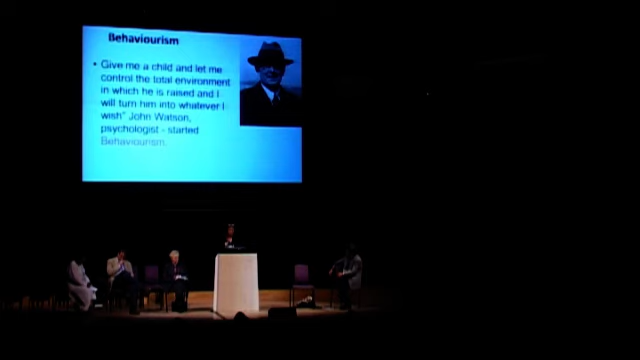 Behaviourism
• Give me a child and let me
control the total environment
in which he is raised and I
will turn him into whatever I
wish" John Watson,
psychologist - started
Behaviourism.